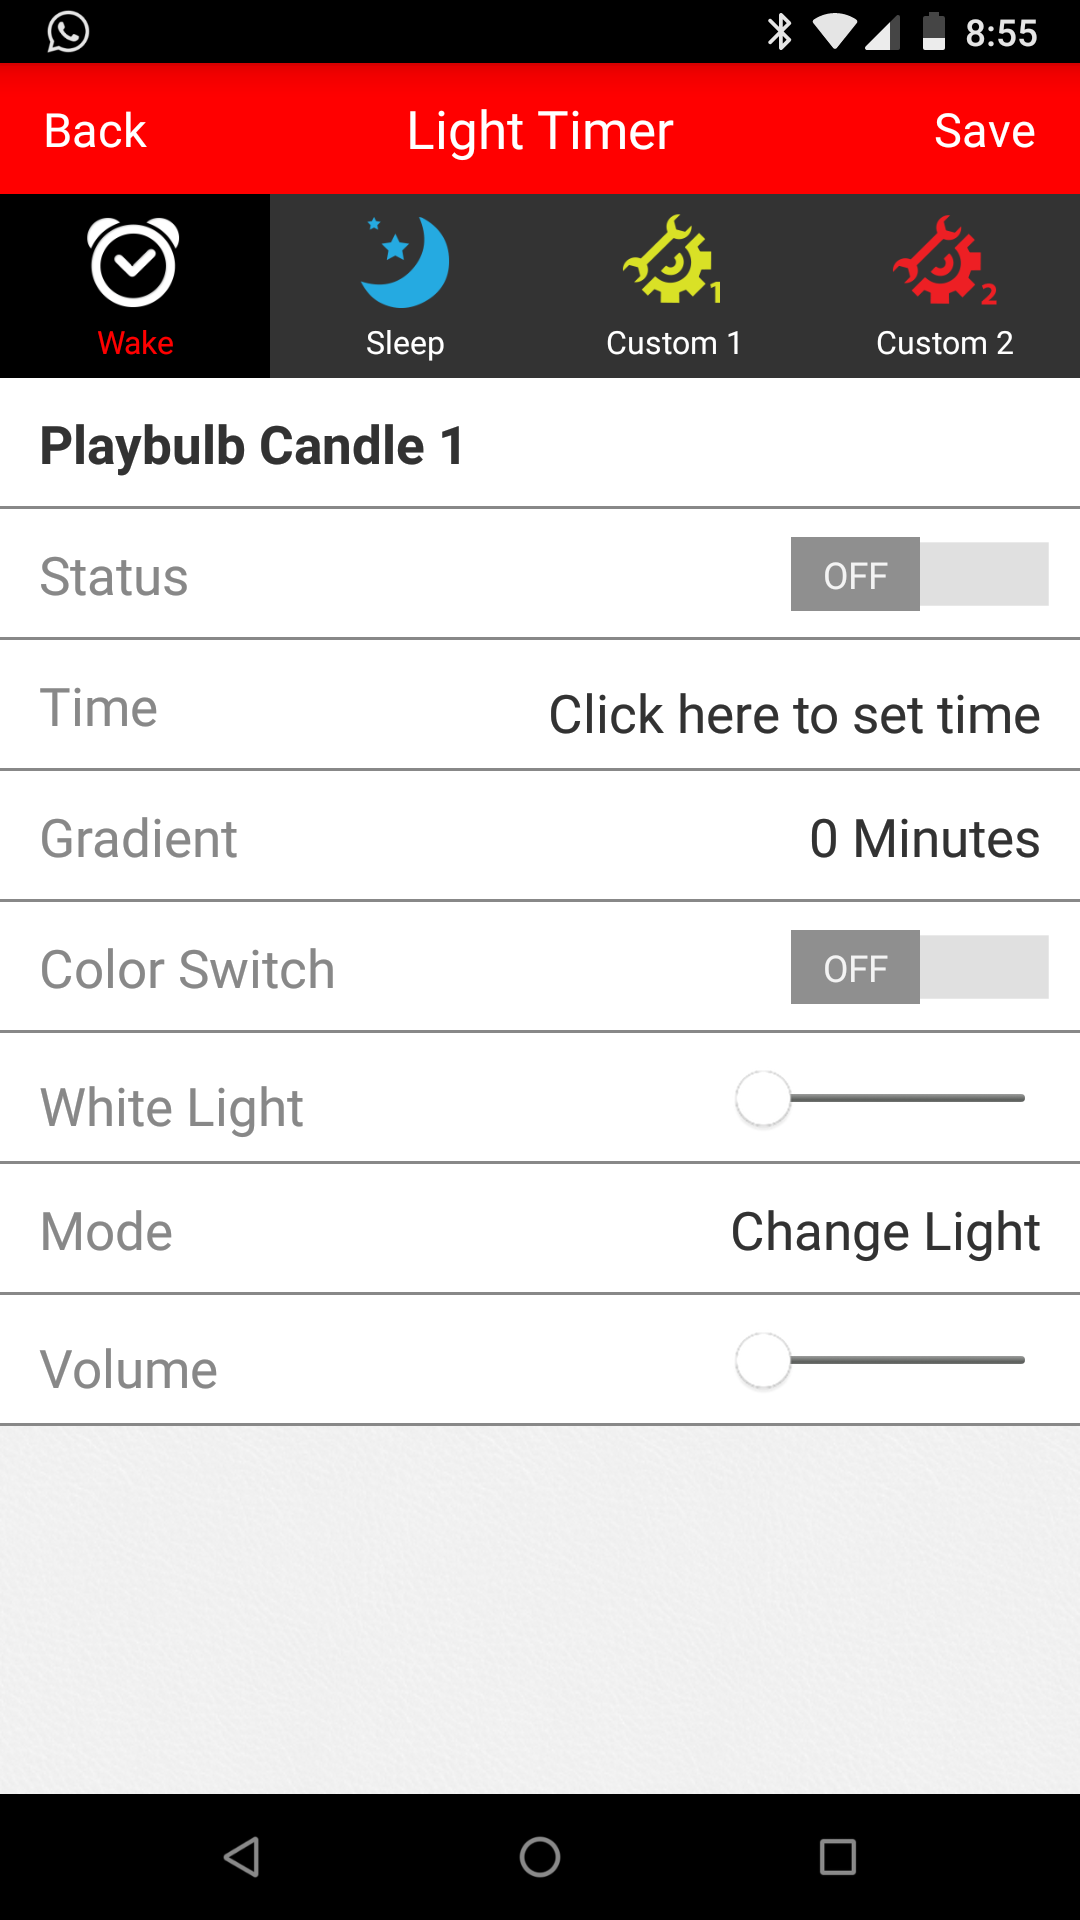 8:55
Back Light Timer Save
Wake Sleep Custom 1 Custom 2
1 2
Playbulb Candle 1
Status OFF
Time Click here to set time
Gradient 0 Minutes
Color Switch OFF
White Light
Mode Change Light
Volume